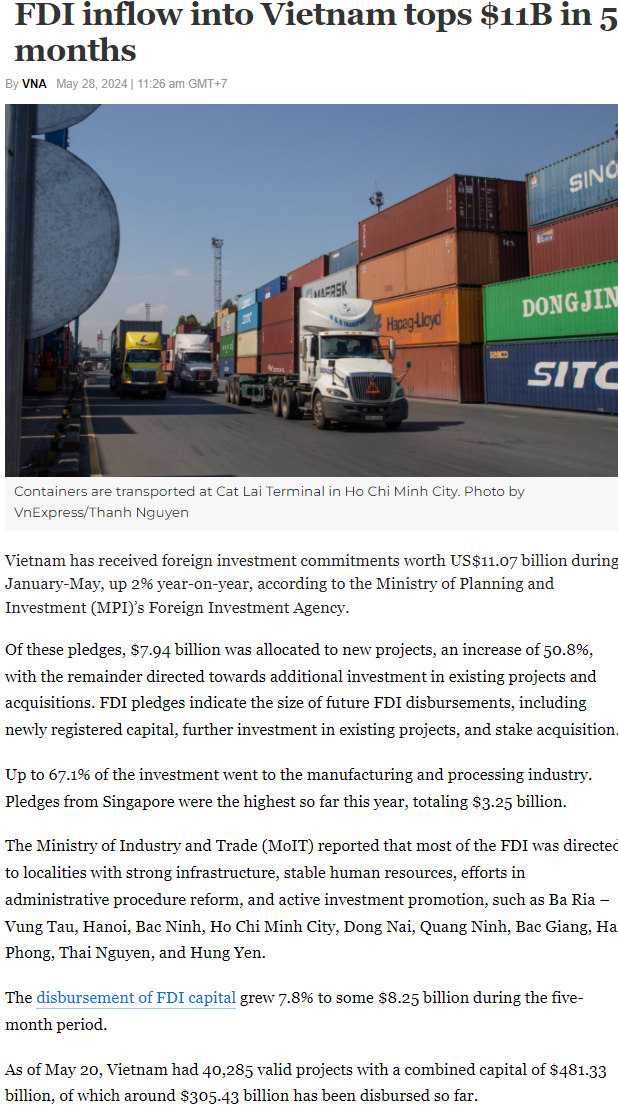 FDI inflow into Vietnam tops $11B in 5
months
By VNA May 28, 2024 | 11:26 am GMT+7
SINO
MAERSK
Hapag-Lloyd
DONGJIN
SITC
Containers are transported at Cat Lai Terminal in Ho Chi Minh City. Photo by
VnExpress/Thanh Nguyen
Vietnam has received foreign investment commitments worth US$11.07 billion during
January-May, up 2% year-on-year, according to the Ministry of Planning and
Investment (MPI)’s Foreign Investment Agency.
Of these pledges, $7.94 billion was allocated to new projects, an increase of 50.8%,
with the remainder directed towards additional investment in existing projects and
acquisitions. FDI pledges indicate the size of future FDI disbursements, including
newly registered capital, further investment in existing projects, and stake acquisition.
Up to 67.1% of the investment went to the manufacturing and processing industry.
Pledges from Singapore were the highest so far this year, totaling $3.25 billion.
The Ministry of Industry and Trade (MoIT) reported that most of the FDI was directed
to localities with strong infrastructure, stable human resources, efforts in
administrative procedure reform, and active investment promotion, such as Ba Ria –
Vung Tau, Hanoi, Bac Ninh, Ho Chi Minh City, Dong Nai, Quang Ninh, Bac Giang, Ha
Phong, Thai Nguyen, and Hung Yen.
The disbursement of FDI capital grew 7.8% to some $8.25 billion during the five-
month period.
As of May 20, Vietnam had 40,285 valid projects with a combined capital of $481.33
billion, of which around $305.43 billion has been disbursed so far.